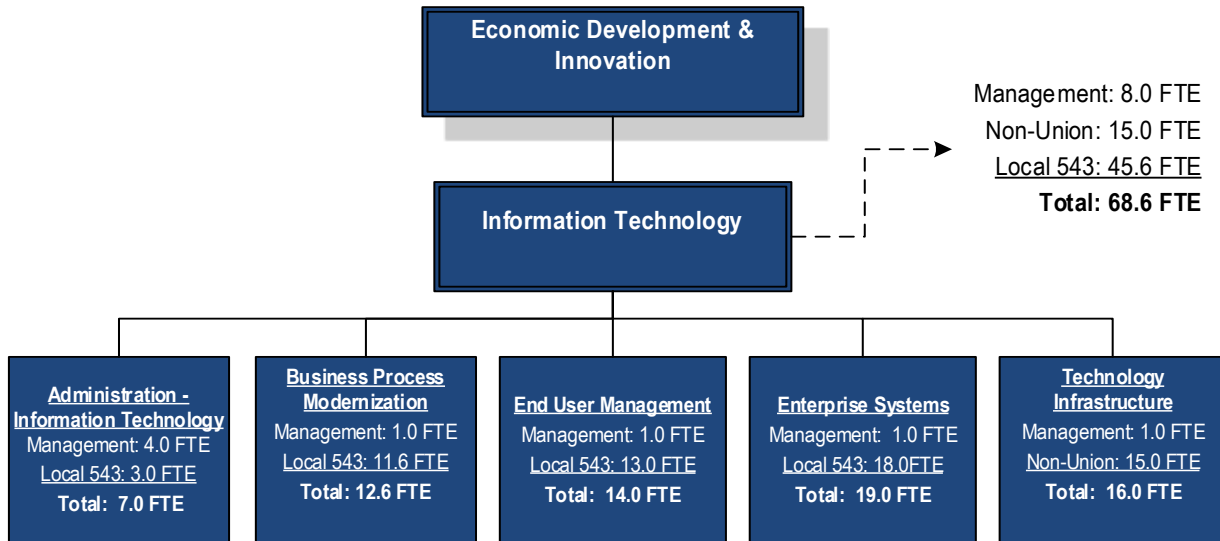 Economic Development &
Innovation
Management: 8.0 FTE
Non-Union: 15.0 FTE
Local 543: 45.6 FTE
Total: 68.6 FTE
Information Technology
Administration -
Information Technology
Management: 4.0 FTE
Local 543: 3.0 FTE
Total: 7.0 FTE
Business Process
Modernization
Management: 1.0 FTE
Local 543: 11.6 FTE
Total: 12.6 FTE
End User Management
Management: 1.0 FTE
Local 543: 13.0 FTE
Total: 14.0 FTE
Enterprise Systems
Management: 1.0 FTE
Local 543: 18.0FTE
Total: 19.0 FTE
Technology
Infrastructure
Management: 1.0 FTE
Non-Union: 15.0 FTE
Total: 16.0 FTE